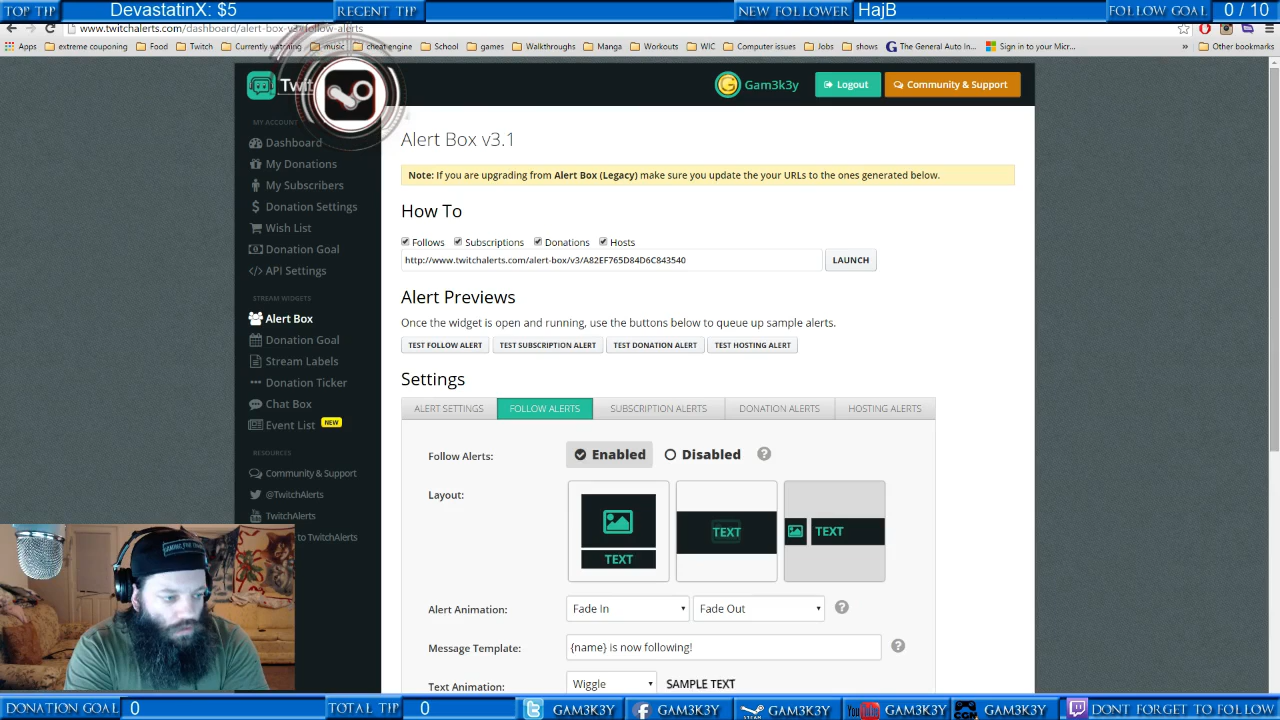 TOP TIP DevastatinX: $5 RECENT TIP NEW FOLLOWER HajB FOLLOW GOAL 0 / 10
www.twitchalerts.com/dashboard/alert-box-v3/follow-alerts
Apps extreme couponing Food Twitch Currently watching music cheat engine School games Walkthroughs Manga Workouts WIC Computer issues Jobs shows The General Auto In... Sign in to your Micr... » Other bookmarks
Gam3k3y Logout Community & Support
MY ACCOUNT
Dashboard
My Donations
My Subscribers
Donation Settings
Wish List
Donation Goal
API Settings
STREAM WIDGETS
Alert Box
Donation Goal
Stream Labels
Donation Ticker
Chat Box
Event List NEW
RESOURCES
Community & Support
@TwitchAlerts
TwitchAlerts
to TwitchAlerts
Alert Box v3.1
Note: If you are upgrading from Alert Box (Legacy) make sure you update the your URLs to the ones generated below.
How To
Follows Subscriptions Donations Hosts
http://www.twitchalerts.com/alert-box/v3/A82EF765D84D6C843540 LAUNCH
Alert Previews
Once the widget is open and running, use the buttons below to queue up sample alerts.
TEST FOLLOW ALERT TEST SUBSCRIPTION ALERT TEST DONATION ALERT TEST HOSTING ALERT
Settings
ALERT SETTINGS FOLLOW ALERTS SUBSCRIPTION ALERTS DONATION ALERTS HOSTING ALERTS
Follow Alerts: Enabled Disabled ?
Layout:
TEXT TEXT TEXT
Alert Animation: Fade In Fade Out ?
Message Template: {name} is now following! ?
Text Animation: Wiggle SAMPLE TEXT
DONATION GOAL 0 TOTAL TIP 0 GAM3K3Y GAM3K3Y STEAM GAM3K3Y You GAM3K3Y GAM3K3Y DONT FORGET TO FOLLOW